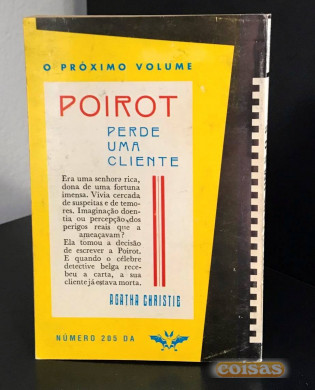 O PRÓXIMO VOLUME
POIROT
PERDE
UMA
CLIENTE
Era uma senhora rica,
dona de uma fortuna
imensa. Vivia cercada
de suspeitas e de temo-
res. Imaginação doen-
tia ou percepção dos
perigos reais que a
ameaçavam?
Ela tomou a decisão
de escrever a Poirot.
E quando o célebre
detective belga rece-
beu a carta, a sua
cliente já estava morta.
AGATHA CHRISTIE
NÚMERO 205 DA
coisas